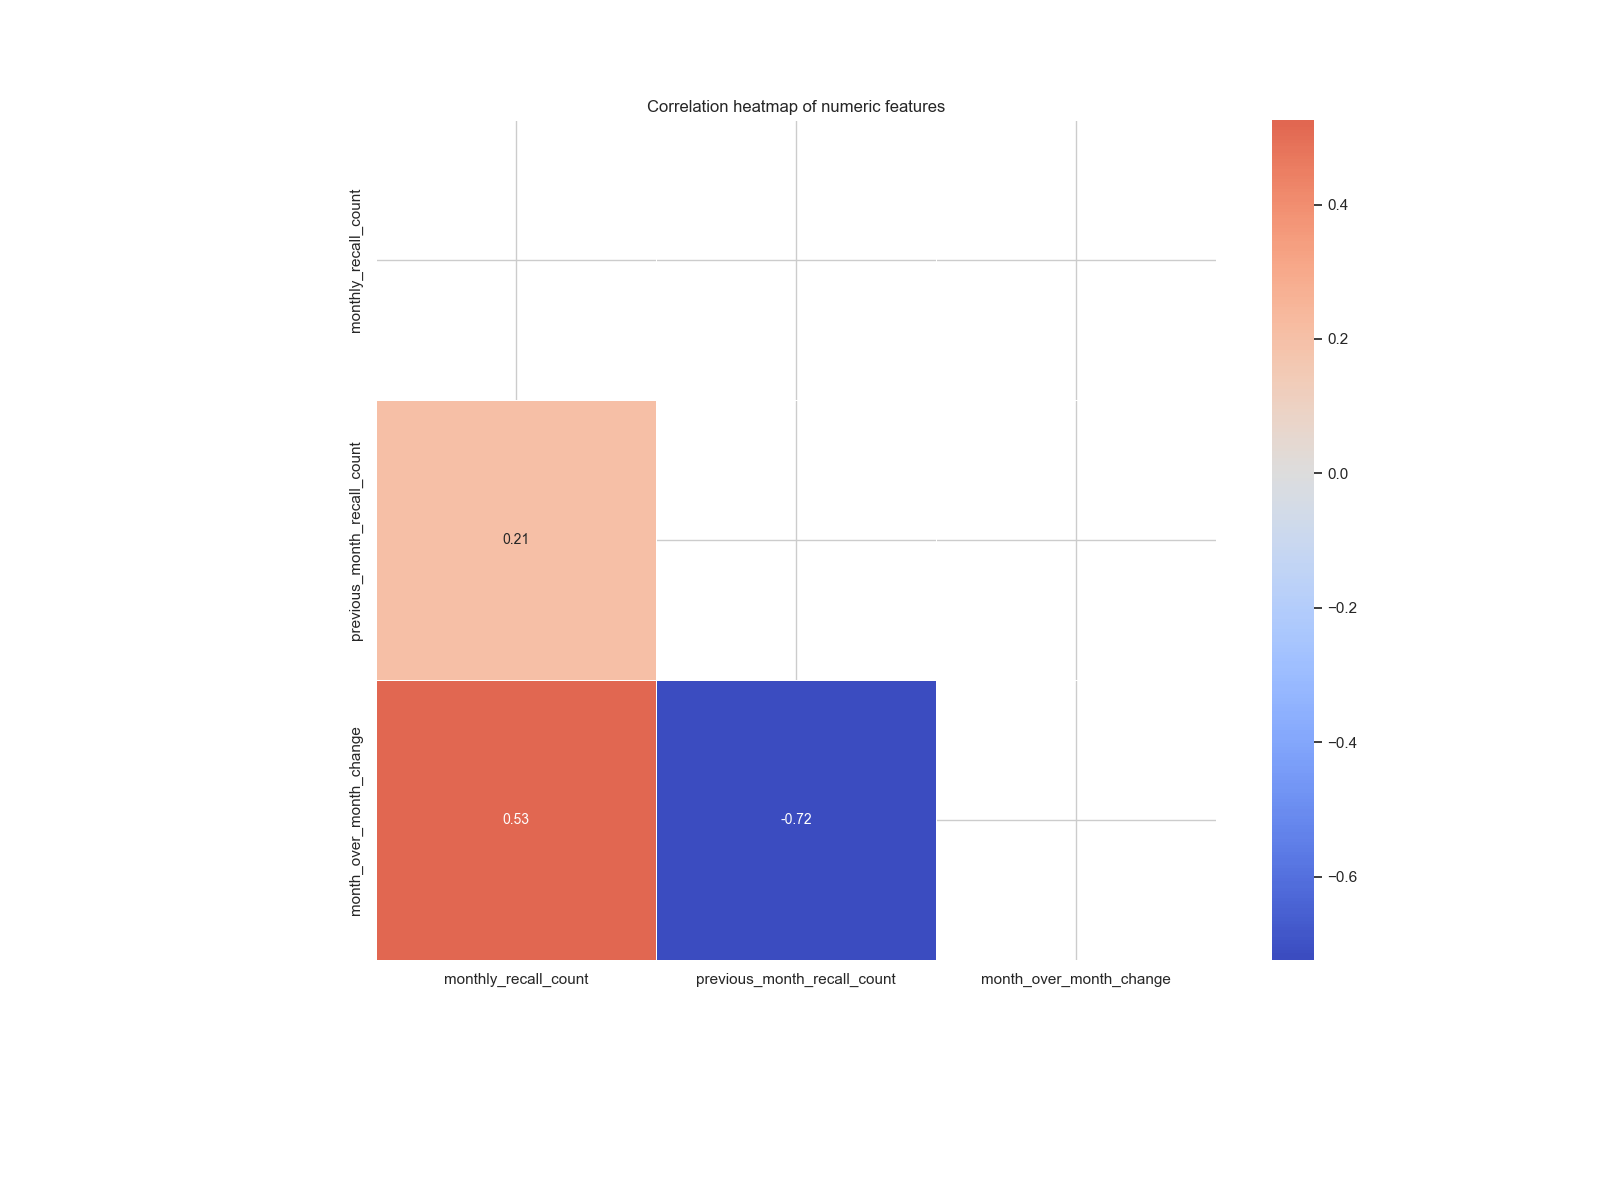 Correlation heatmap of numeric features
monthly_recall_count
previous_month_recall_count
month_over_month_change
0.21
0.53
-0.72
monthly_recall_count
previous_month_recall_count
month_over_month_change
0.4
0.2
0.0
−0.2
−0.4
−0.6